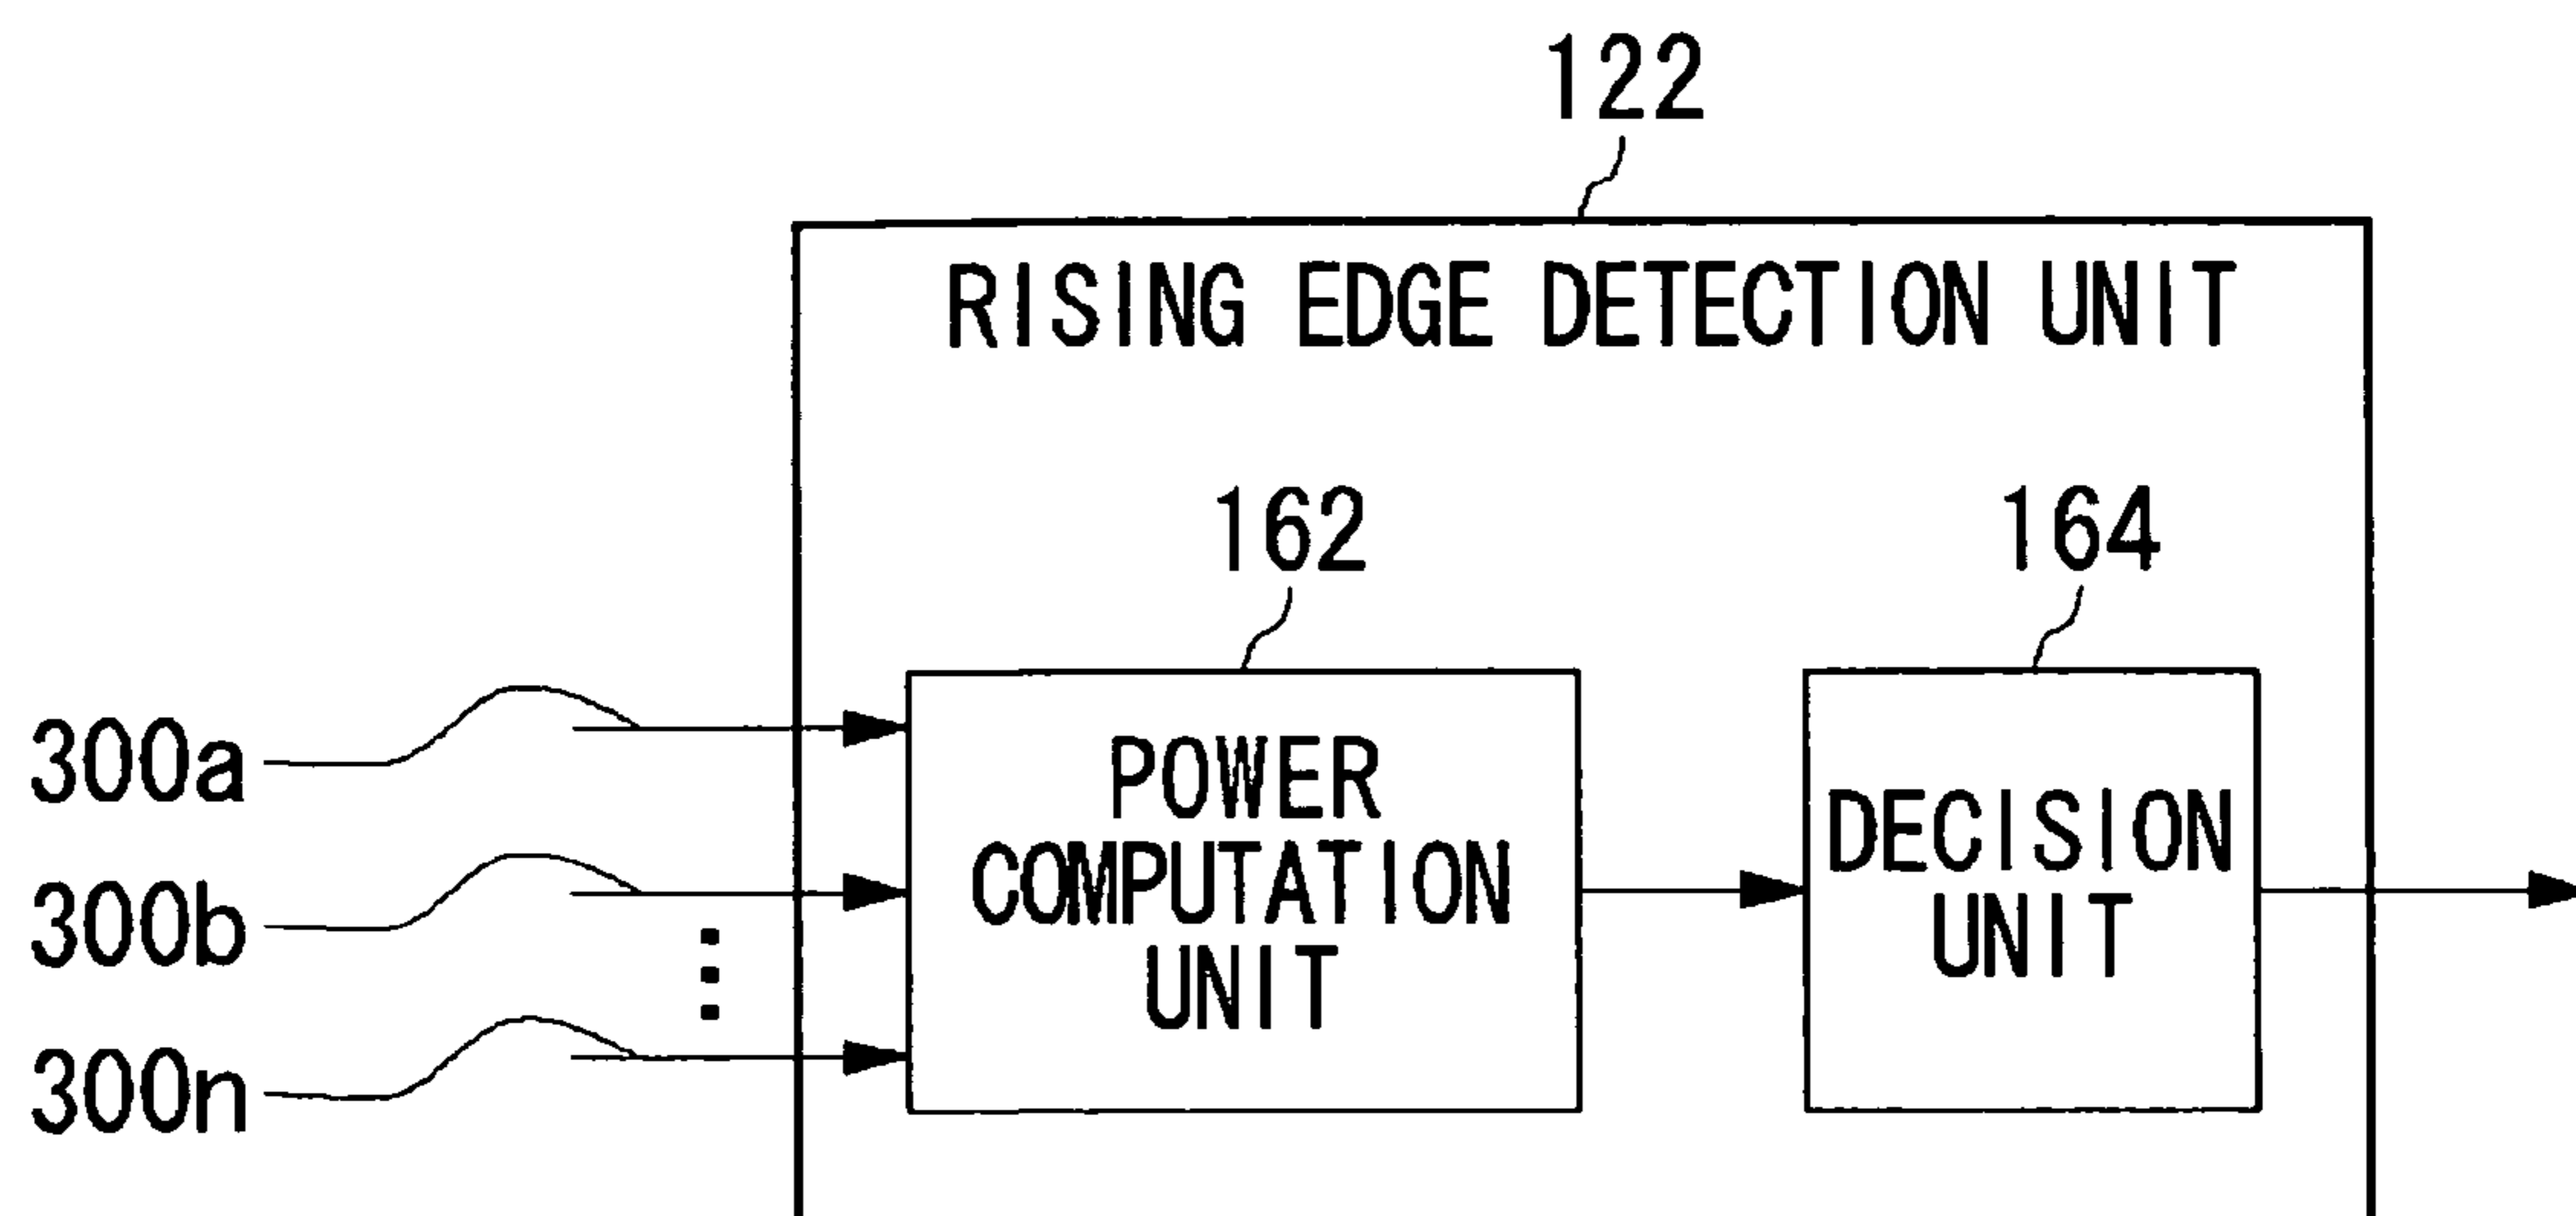 122
RISING EDGE DETECTION UNIT
162
164
300a
300b
300n
POWER
COMPUTATION
UNIT
DECISION
UNIT